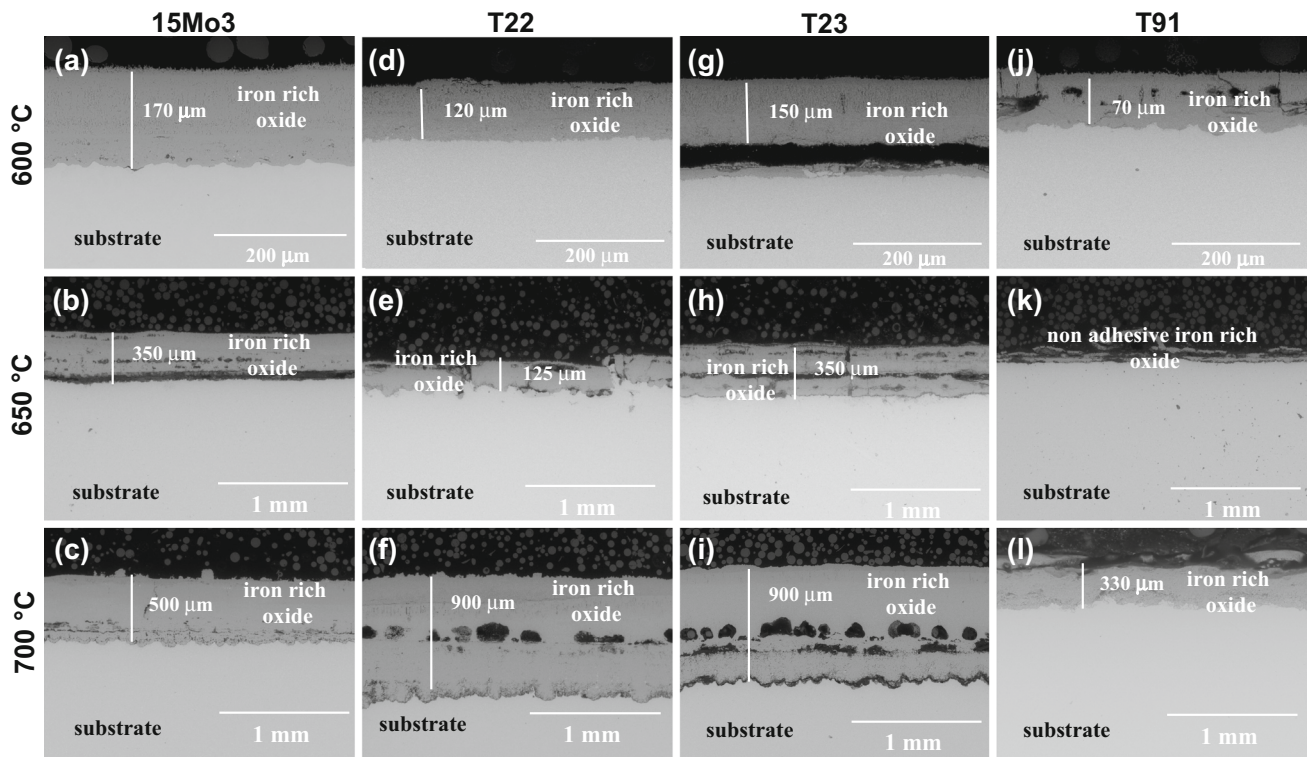 15Mo3 T22 T23 T91
600 °C
(a)
170 μm
iron rich
oxide
substrate
200 μm
(d)
120 μm
iron rich
oxide
substrate
200 μm
(g)
150 μm
iron rich
oxide
substrate
200 μm
(j)
70 μm
iron rich
oxide
substrate
200 μm
650 °C
(b)
350 μm
iron rich
oxide
substrate
1 mm
(e)
iron rich
oxide
125 μm
substrate
1 mm
(h)
iron rich
oxide
350 μm
substrate
1 mm
(k)
non adhesive iron rich
oxide
substrate
1 mm
700 °C
(c)
500 μm
iron rich
oxide
substrate
1 mm
(f)
900 μm
iron rich
oxide
substrate
1 mm
(i)
900 μm
iron rich
oxide
substrate
1 mm
(l)
330 μm
iron rich
oxide
substrate
1 mm